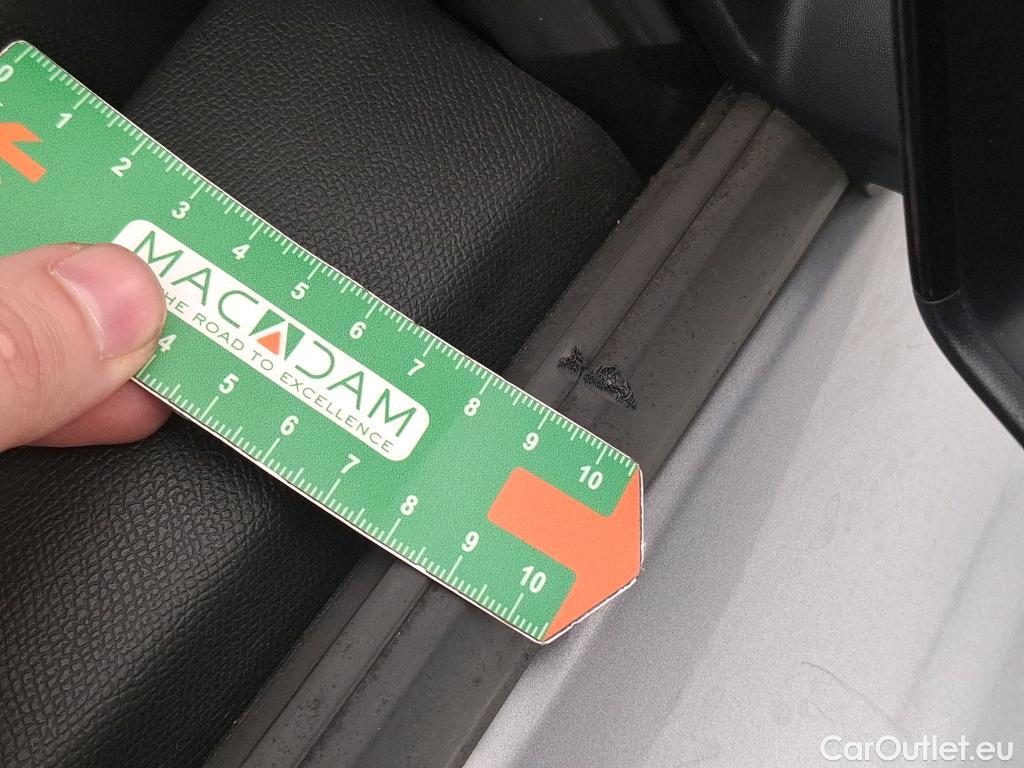 0 1 2 3 4 5 6 7 8 9 10
MACADAM
THE ROAD TO EXCELLENCE
4 5 6 7 8 9 10
CarOutlet.eu